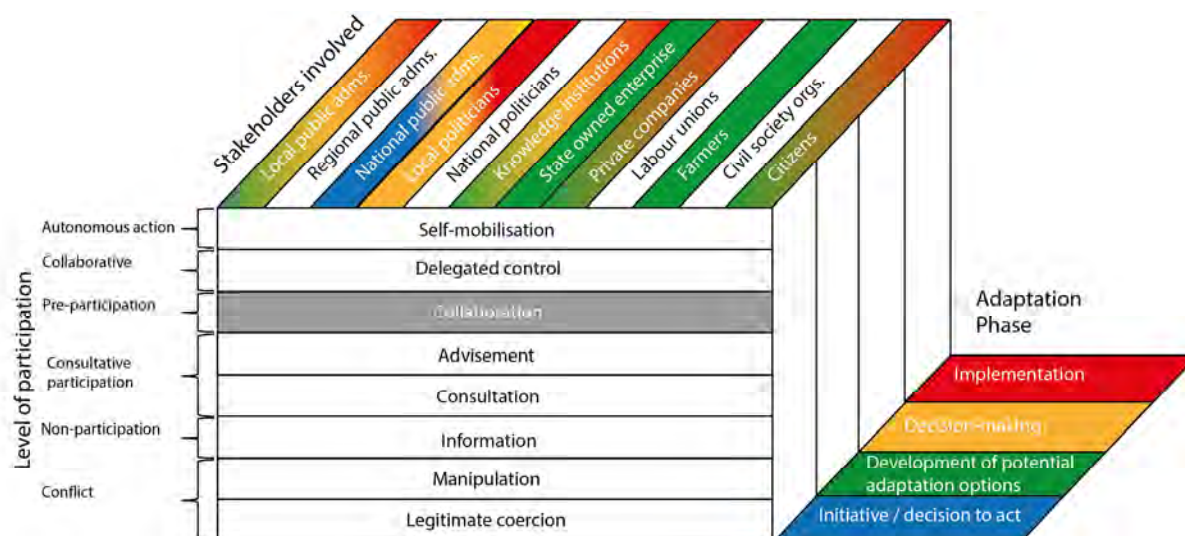 Stakeholders involved
Local public adms.
Regional public adms.
National public adms.
Local politicians
National politicians
Knowledge institutions
State owned enterprise
Private companies
Labour unions
Farmers
Civil society orgs.
Citizens
Level of participation
Autonomous action
Self-mobilisation
Collaborative
Delegated control
Pre-participation
Collaboration
Consultative
participation
Advisement
Consultation
Non-participation
Information
Conflict
Manipulation
Legitimate coercion
Adaptation
Phase
Implementation
Decision-making
Development of potential
adaptation options
Initiative / decision to act